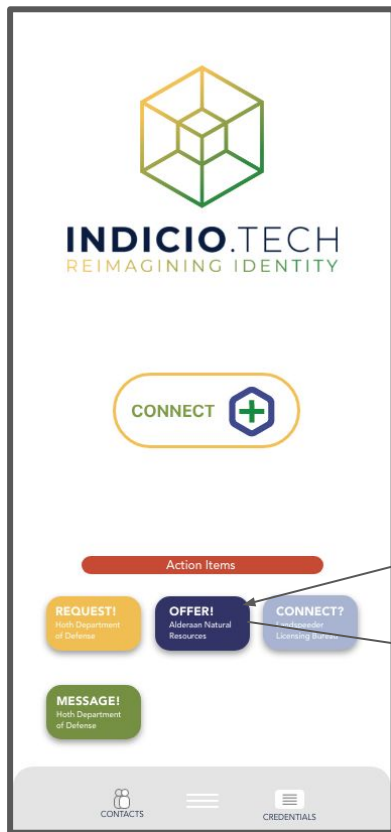 INDICIO.TECH
REIMAGINING IDENTITY
CONNECT
Action Items
REQUEST!
Hoth Department
of Defense
OFFER!
Alderaan Natural
Resources
CONNECT?
Landspeeder
Licensing Bureau
MESSAGE!
Hoth Department
of Defense
CONTACTS
CREDENTIALS